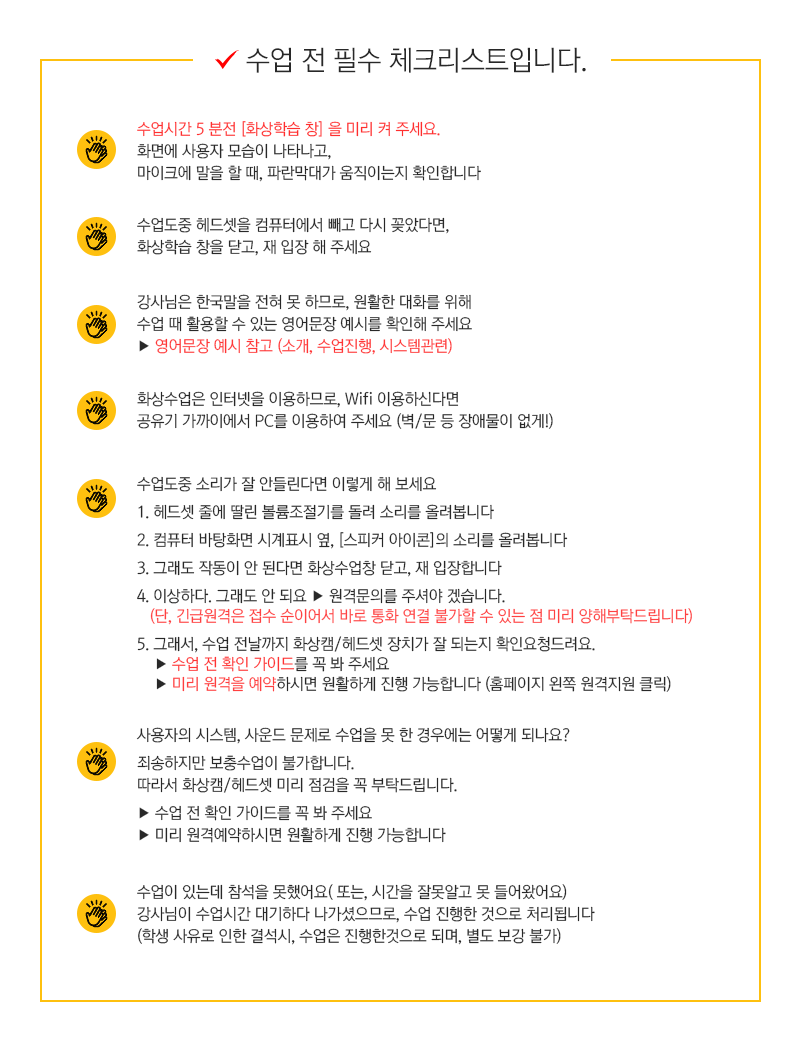 수업 전 필수 체크리스트입니다.
수업시간 5 분전 [화상학습 창] 을 미리 켜 주세요.
화면에 사용자 모습이 나타나고,
마이크에 말을 할 때, 파란막대가 움직이는지 확인합니다
수업도중 헤드셋을 컴퓨터에서 빼고 다시 꽂았다면,
화상학습 창을 닫고, 재 입장 해 주세요
강사님은 한국말을 전혀 못 하므로, 원활한 대화를 위해
수업 때 활용할 수 있는 영어문장 예시를 확인해 주세요
▶ 영어문장 예시 참고 (소개, 수업진행, 시스템관련)
화상수업은 인터넷을 이용하므로, Wifi 이용하신다면
공유기 가까이에서 PC를 이용하여 주세요 (벽/문 등 장애물이 없게!)
수업도중 소리가 잘 안들린다면 이렇게 해 보세요
1. 헤드셋 줄에 딸린 볼륨조절기를 돌려 소리를 올려봅니다
2. 컴퓨터 바탕화면 시계표시 옆, [스피커 아이콘]의 소리를 올려봅니다
3. 그래도 작동이 안 된다면 화상수업창 닫고, 재 입장합니다
4. 이상하다. 그래도 안 되요 ▶ 원격문의를 주셔야 겠습니다.
(단, 긴급원격은 접수 순이어서 바로 통화 연결 불가할 수 있는 점 미리 양해부탁드립니다)
5. 그래서, 수업 전날까지 화상캠/헤드셋 장치가 잘 되는지 확인요청드려요.
▶ 수업 전 확인 가이드를 꼭 봐 주세요
▶ 미리 원격을 예약하시면 원활하게 진행 가능합니다 (홈페이지 왼쪽 원격지원 클릭)
사용자의 시스템, 사운드 문제로 수업을 못 한 경우에는 어떻게 되나요?
죄송하지만 보충수업이 불가합니다.
따라서 화상캠/헤드셋 미리 점검을 꼭 부탁드립니다.
▶ 수업 전 확인 가이드를 꼭 봐 주세요
▶ 미리 원격예약하시면 원활하게 진행 가능합니다
수업이 있는데 참석을 못했어요( 또는, 시간을 잘못알고 못 들어왔어요)
강사님이 수업시간 대기하다 나가셨으므로, 수업 진행한 것으로 처리됩니다
(학생 사유로 인한 결석시, 수업은 진행한것으로 되며, 별도 보강 불가)